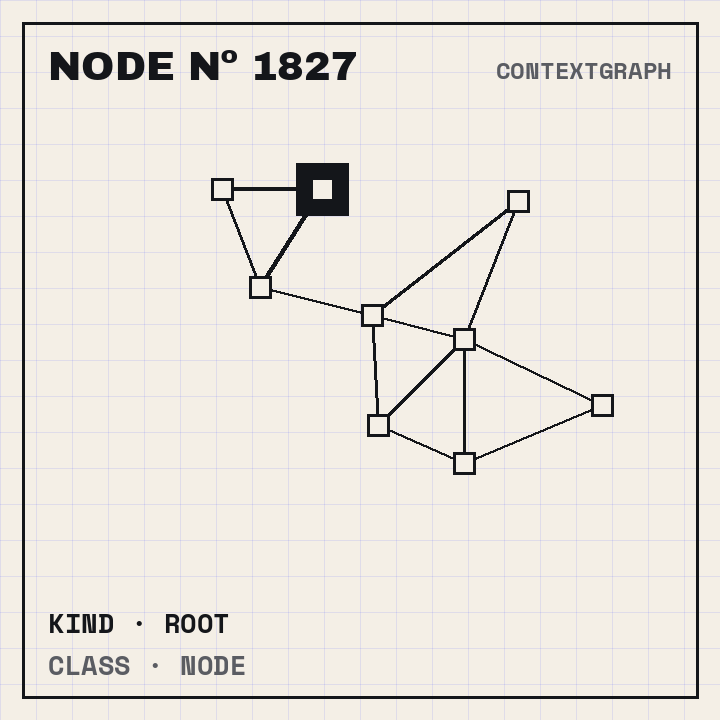 NODE Nº 1827
CONTEXTGRAPH
KIND · ROOT
CLASS · NODE